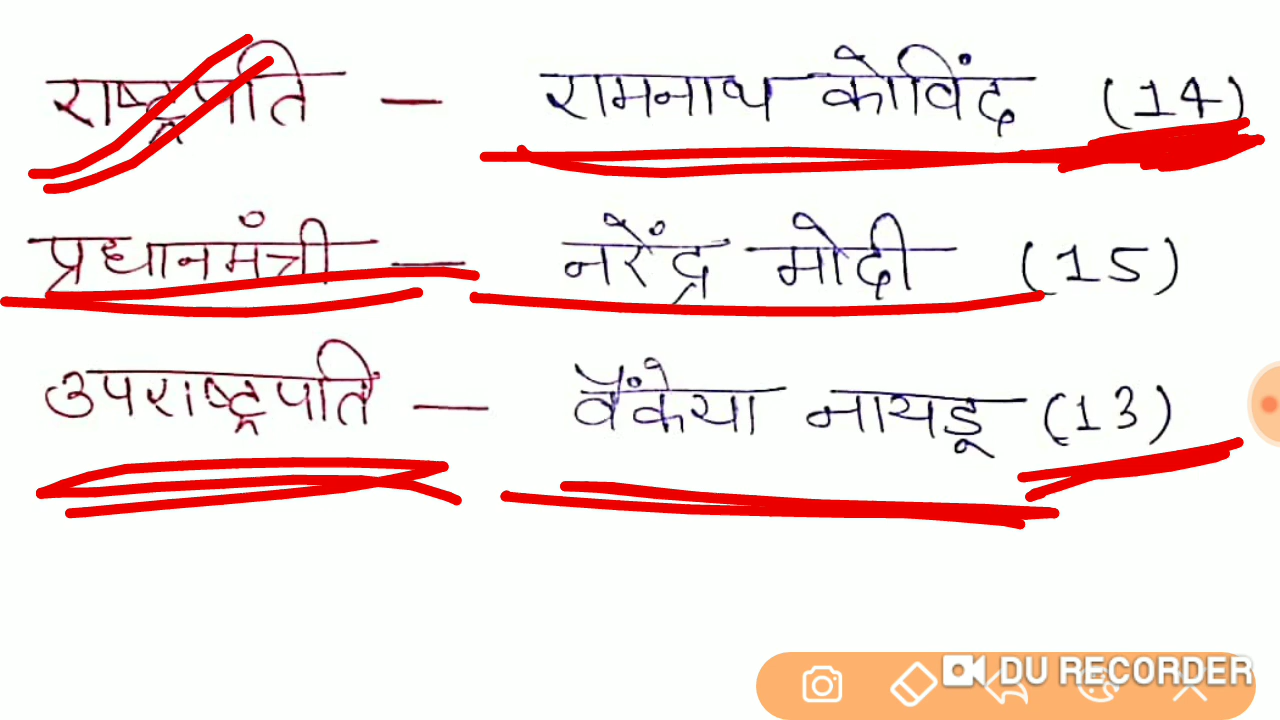 राष्ट्रपति — रामनाथ कोविंद (14)
प्रधानमंत्री — नरेंद्र मोदी (15)
उपराष्ट्रपति — वैंकेया नायडू (13)
DU RECORDER